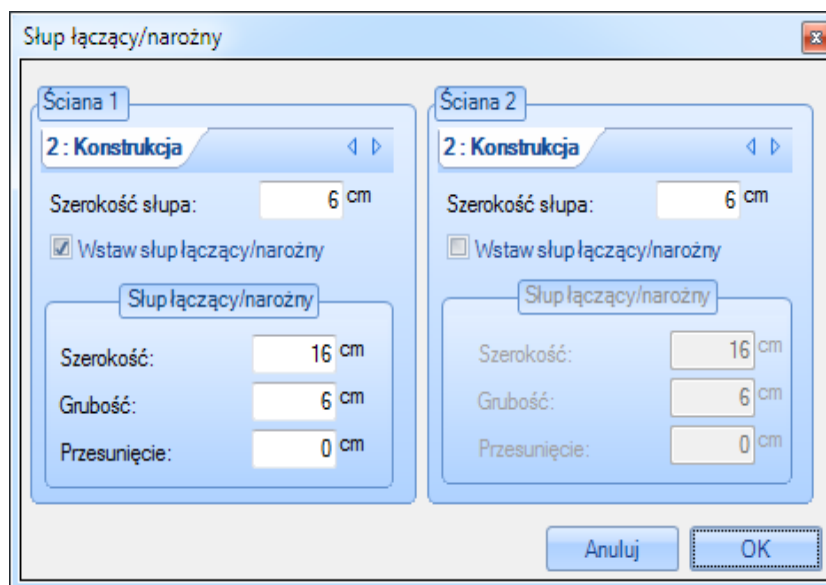 Słup łączący/narożny
Ściana 1
2 : Konstrukcja
Szerokość słupa: 6 cm
Wstaw słup łączący/narożny
Słup łączący/narożny
Szerokość: 16 cm
Grubość: 6 cm
Przesunięcie: 0 cm
Ściana 2
2 : Konstrukcja
Szerokość słupa: 6 cm
Wstaw słup łączący/narożny
Słup łączący/narożny
Szerokość: 16 cm
Grubość: 6 cm
Przesunięcie: 0 cm
Anuluj
OK